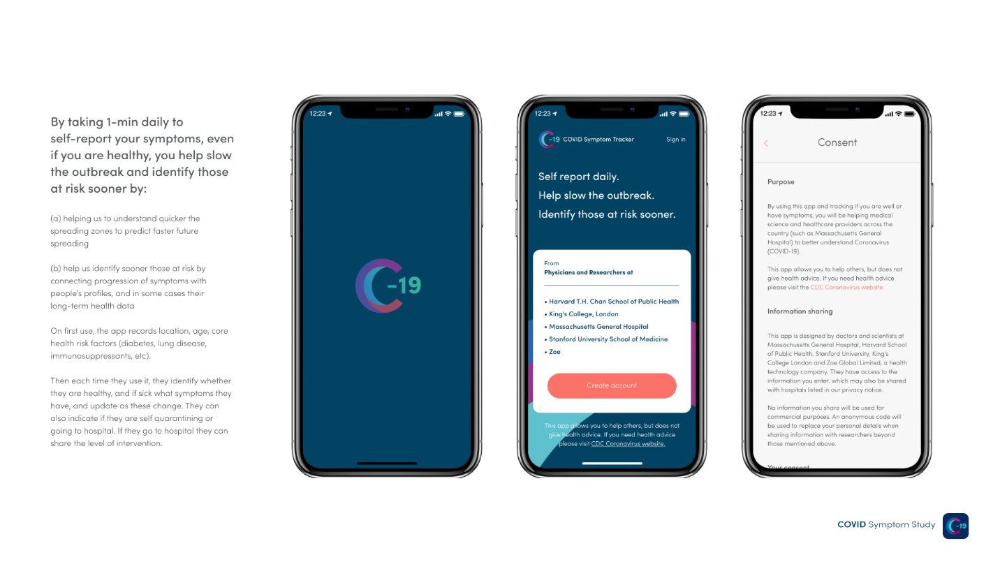 By taking 1-min daily to
self-report your symptoms, even
if you are healthy, you help slow
the outbreak and identify those
at risk sooner by:
(a) helping us to understand quicker the
spreading zones to predict faster future
spreading
(b) help us identify sooner those at risk by
connecting progression of symptoms with
people's profiles, and in some cases their
long-term health data
On first use, the app records location, age, core
health risk factors (diabetes, lung disease,
immunosuppressants, etc).
Then each time they use it, they identify whether
they are healthy, and if sick what symptoms they
have, and update as these change. They can
also indicate if they are self quarantining or
going to hospital. If they go to hospital they can
share the level of intervention.
12:23
C-19
12:23
C-19 COVID Symptom Tracker Sign in
Self report daily.
Help slow the outbreak.
Identify those at risk sooner.
From
Physicians and Researchers at
• Harvard T.H. Chan School of Public Health
• King's College, London
• Massachusetts General Hospital
• Stanford University School of Medicine
• Zoe
Create account
This app allows you to help others, but does not
give health advice. If you need health advice
please visit CDC Coronavirus website.
12:23
Consent
Purpose
By using this app and tracking if you are well or
have symptoms, you will be helping medical
science and healthcare providers across the
country (such as Massachusetts General
Hospital) to better understand Coronavirus
(COVID-19).
This app allows you to help others, but does not
give health advice. If you need health advice
please visit the CDC Coronavirus website
Information sharing
This app is designed by doctors and scientists at
Massachusetts General Hospital, Harvard School
of Public Health, Stanford University, King's
College London and Zoe Global Limited, a health
technology company. They have access to the
information you enter, which may also be shared
with hospitals listed in our privacy notice.
No information you share will be used for
commercial purposes. An anonymous code will
be used to replace your personal details when
sharing information with researchers beyond
those mentioned above.
Your consent
COVID Symptom Study C-19